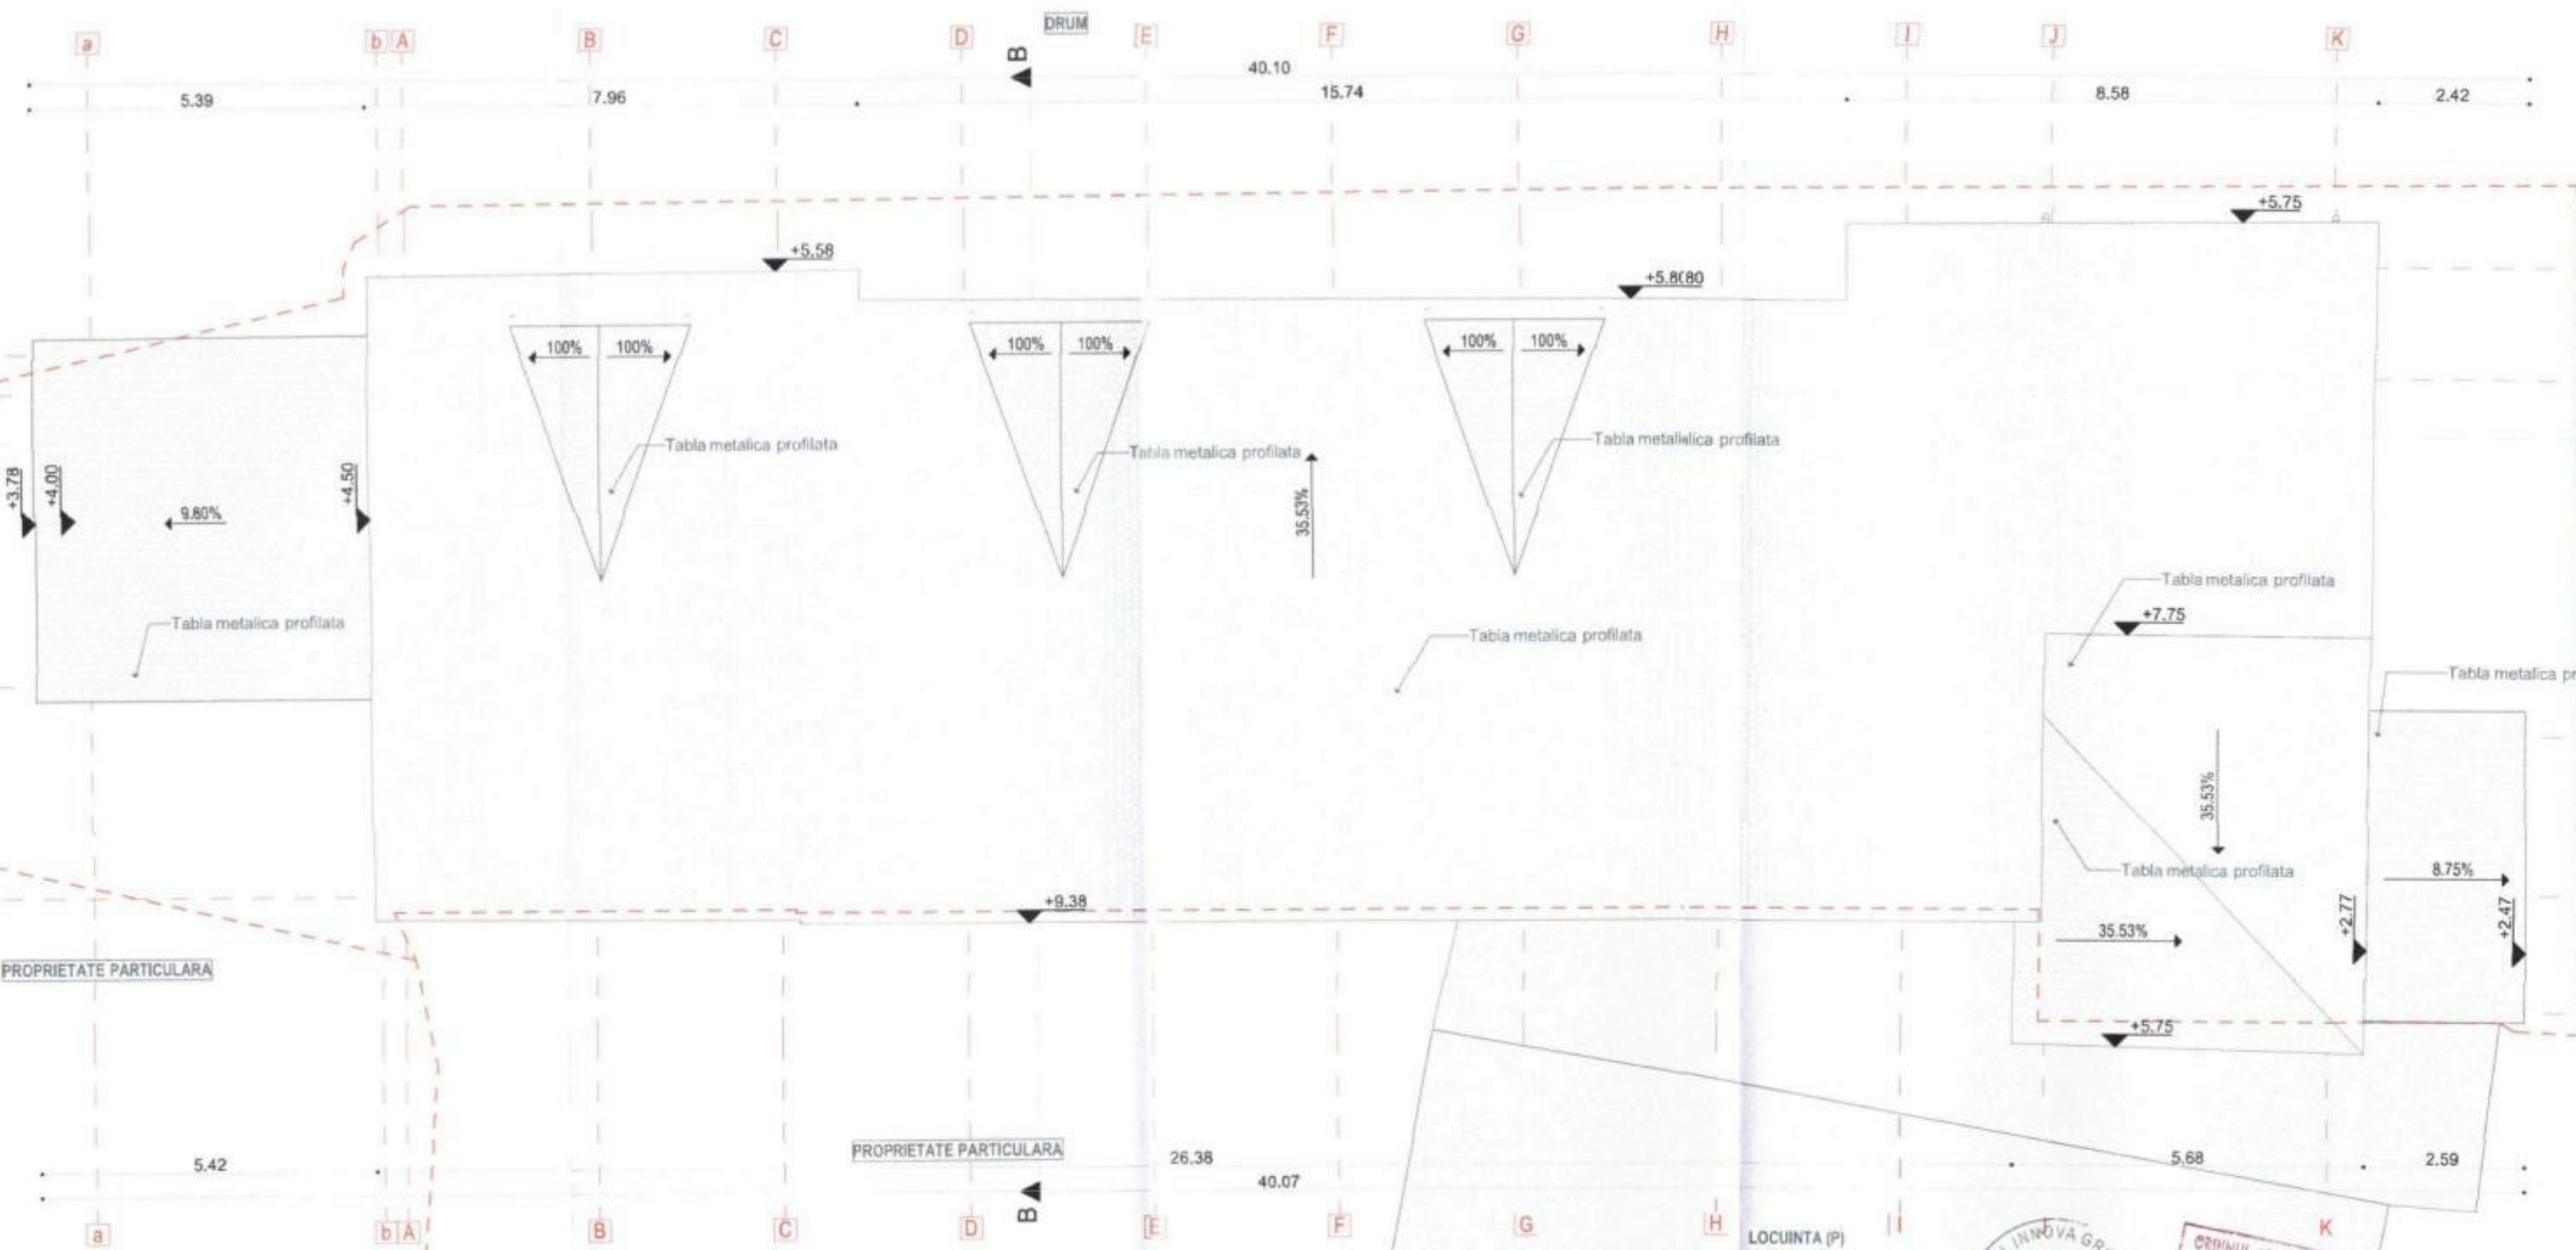 DRUM
a b A B C D E F G H I J K
B
40.10
5.39 7.96 15.74 8.58 2.42
+5.75
+5.58
+5.8(80
100% 100% 100% 100% 100% 100%
Tabla metalica profilata
Tabla metalica profilata
Tabla metalilica profilata
+3.78 +4.00 9.80% +4.50 35.53%
Tabla metalica profilata
+7.75
Tabla metalica profilata
Tabla metalica profilata
Tabla metalica pr
35.53%
Tabla metalica profilata
8.75%
+9.38
+2.77 +2.47
35.53%
PROPRIETATE PARTICULARA
+5.75
PROPRIETATE PARTICULARA
5.42 26.38 5.68 2.59
40.07
B
a b A B C D E F G H I K
LOCUINTA (P)
INNOVA GR